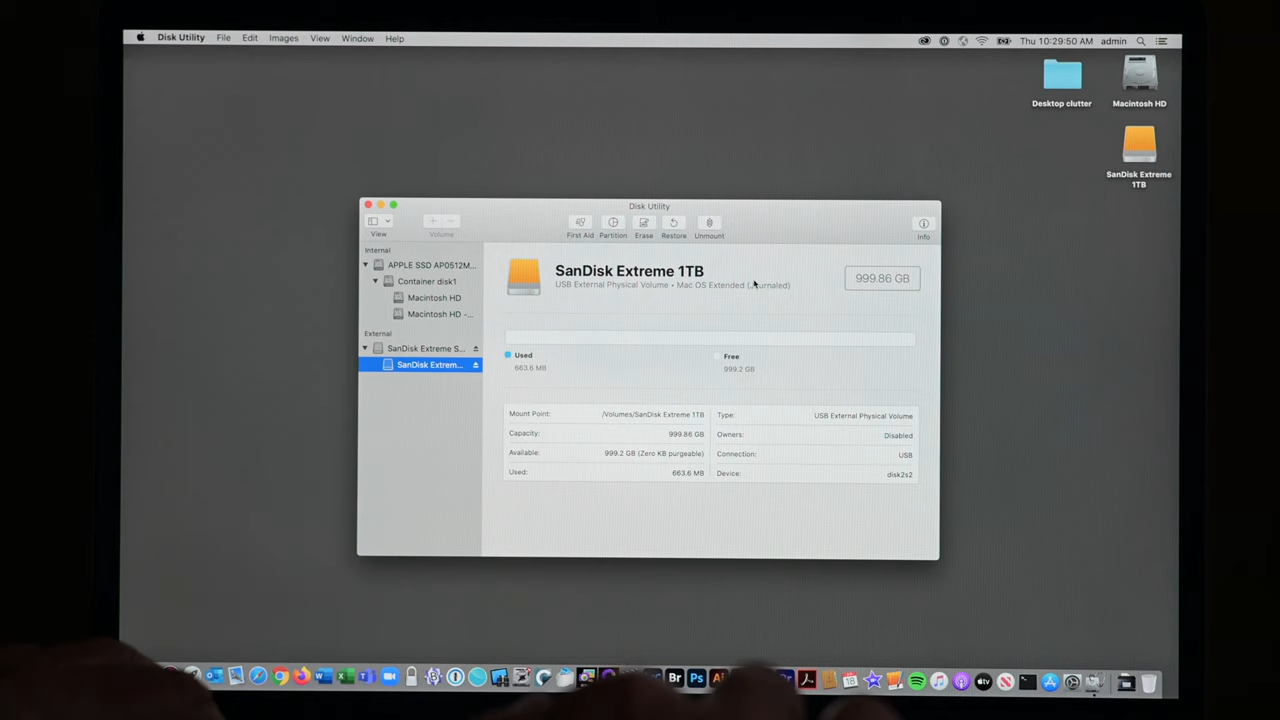 Disk Utility File Edit Images View Window Help Thu 10:29:50 AM admin
Desktop clutter
Macintosh HD
SanDisk Extreme
1TB
Disk Utility
View
Volume
First Aid
Partition
Erase
Restore
Unmount
Info
Internal
APPLE SSD AP0512M...
Container disk1
Macintosh HD
Macintosh HD -...
External
SanDisk Extreme S...
SanDisk Extrem...
SanDisk Extreme 1TB
USB External Physical Volume • Mac OS Extended (Journaled)
999.86 GB
Used
663.6 MB
Free
999.2 GB
Mount Point: /Volumes/SanDisk Extreme 1TB
Capacity: 999.86 GB
Available: 999.2 GB (Zero KB purgeable)
Used: 663.6 MB
Type: USB External Physical Volume
Owners: Disabled
Connection: USB
Device: disk2s2
Br Ps Ai
18
tv